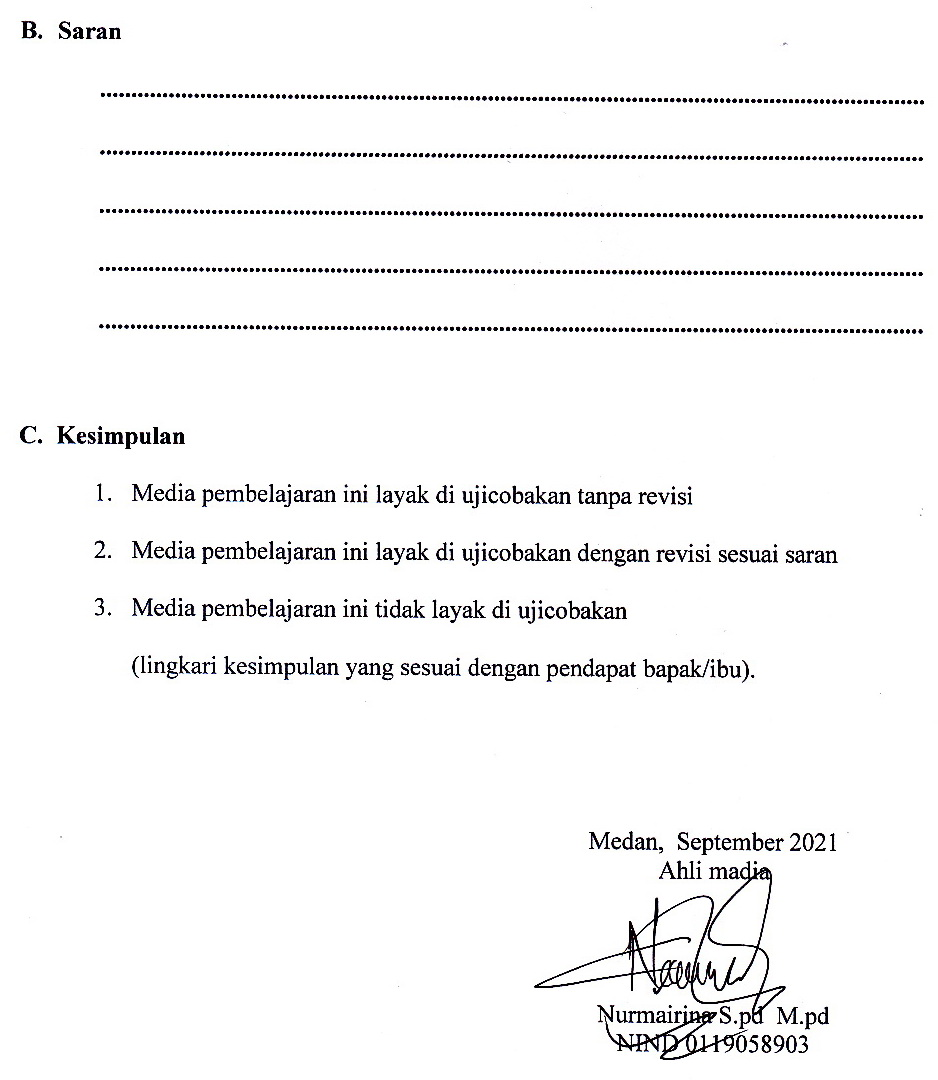 B. Saran
........................................................................................................................
........................................................................................................................
........................................................................................................................
........................................................................................................................
........................................................................................................................
C. Kesimpulan
1. Media pembelajaran ini layak di ujicobakan tanpa revisi
2. Media pembelajaran ini layak di ujicobakan dengan revisi sesuai saran
3. Media pembelajaran ini tidak layak di ujicobakan
(lingkari kesimpulan yang sesuai dengan pendapat bapak/ibu).
Medan, September 2021
Ahli madia
Nurmairina S.pd M.pd
NIND 0119058903